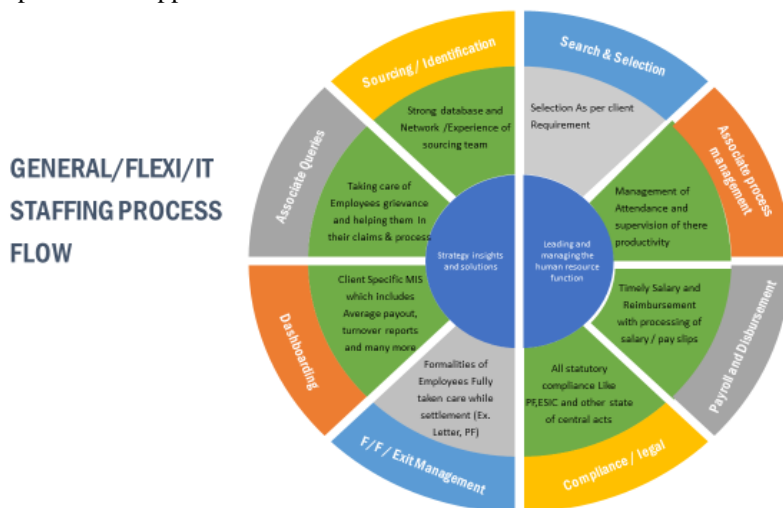 GENERAL/FLEXI/IT
STAFFING PROCESS
FLOW
Sourcing / Identification
Strong database and
Network /Experience of
sourcing team
Search & Selection
Selection As per client
Requirement
Associate process
management
Management of
Attendance and
supervision of there
productivity
Payroll and Disbursement
Timely Salary and
Reimbursement
with processing of
salary / pay slips
Compliance / legal
All statutory
compliance Like
PF,ESIC and other state
of central acts
F/F / Exit Management
Formalities of
Employees Fully
taken care while
settlement (Ex.
Letter, PF)
Dashboarding
Client Specific MIS
which includes
Average payout,
turnover reports
and many more
Associate Queries
Taking care of
Employees grievance
and helping them In
their claims & process
Strategy insights
and solutions
Leading and
managing the
human resource
function